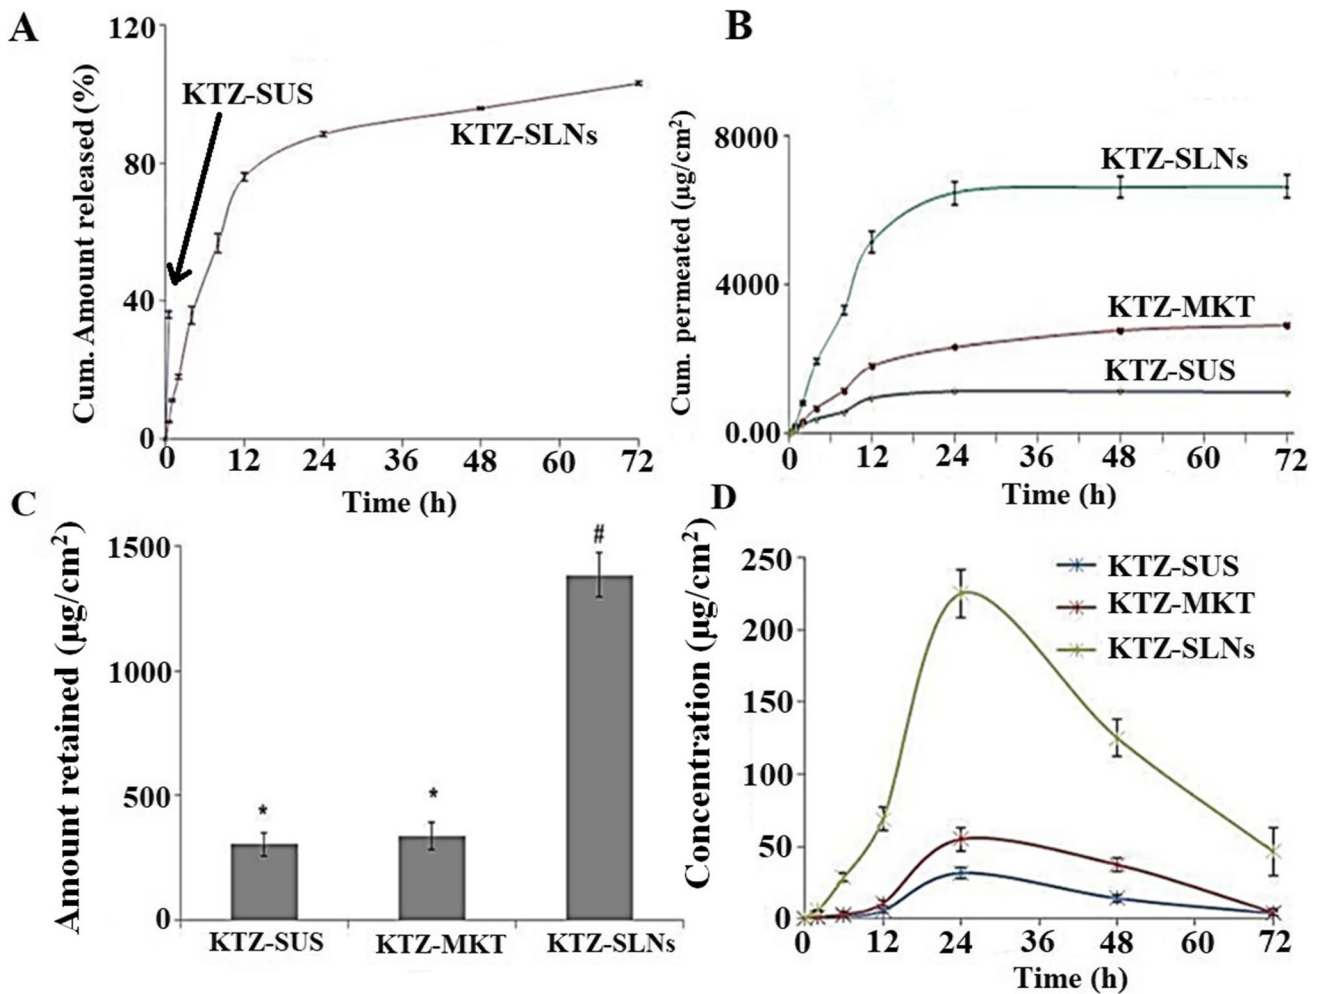 A
120
80
40
0
Cum. Amount released (%)
KTZ-SUS
KTZ-SLNs
0 12 24 36 48 60 72
Time (h)
B
8000
4000
0.00
Cum. permeated (µg/cm²)
KTZ-SLNs
KTZ-MKT
KTZ-SUS
0 12 24 36 48 60 72
Time (h)
C
1500
1000
500
0
Amount retained (µg/cm²)
*
*
#
KTZ-SUS KTZ-MKT KTZ-SLNs
D
250
200
150
100
50
0
Concentration (µg/cm²)
KTZ-SUS
KTZ-MKT
KTZ-SLNs
0 12 24 36 48 60 72
Time (h)